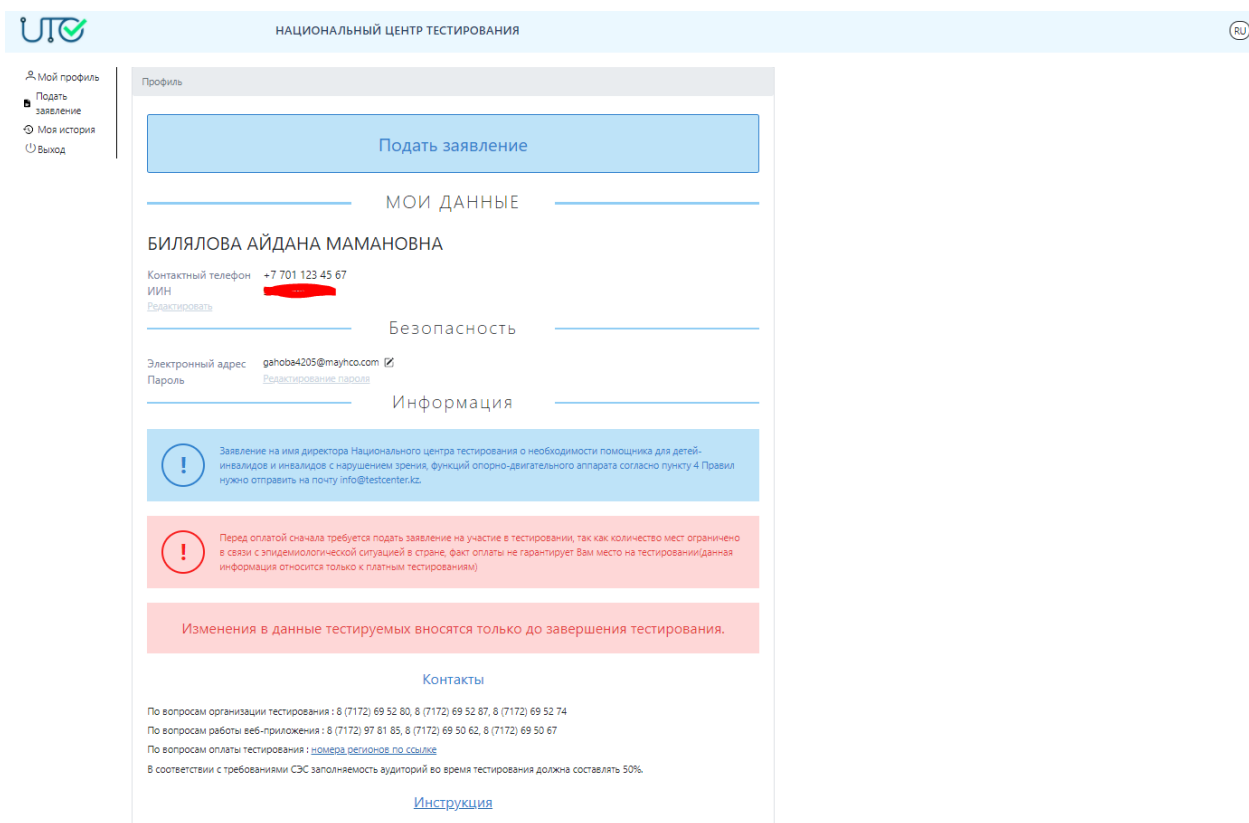 UTO
НАЦИОНАЛЬНЫЙ ЦЕНТР ТЕСТИРОВАНИЯ
RU
Мой профиль
Подать
заявление
Моя история
Выход
Профиль
Подать заявление
МОИ ДАННЫЕ
БИЛЯЛОВА АЙДАНА МАМАНОВНА
Контактный телефон +7 701 123 45 67
ИИН
Редактировать
Безопасность
Электронный адрес gahoba4205@mayhco.com
Пароль Редактирование пароля
Информация
Заявление на имя директора Национального центра тестирования о необходимости помощника для детей-
инвалидов и инвалидов с нарушением зрения, функций опорно-двигательного аппарата согласно пункту 4 Правил
нужно отправить на почту info@testcenter.kz.
Перед оплатой сначала требуется подать заявление на участие в тестировании, так как количество мест ограничено
в связи с эпидемиологической ситуацией в стране, факт оплаты не гарантирует Вам место на тестировании(данная
информация относится только к платным тестированиям)
Изменения в данные тестируемых вносятся только до завершения тестирования.
Контакты
По вопросам организации тестирования : 8 (7172) 69 52 80, 8 (7172) 69 52 87, 8 (7172) 69 52 74
По вопросам работы веб-приложения : 8 (7172) 97 81 85, 8 (7172) 69 50 62, 8 (7172) 69 50 67
По вопросам оплаты тестирования : номера регионов по ссылке
В соответствии с требованиями СЭС заполняемость аудиторий во время тестирования должна составлять 50%.
Инструкция